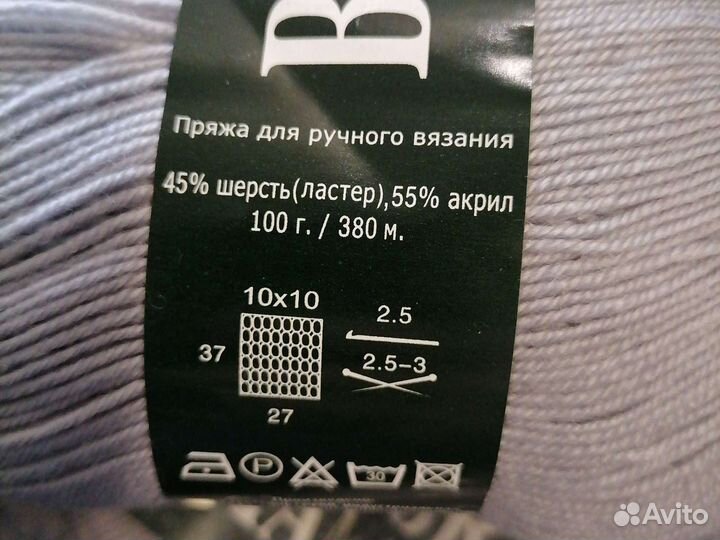 B
Пряжа для ручного вязания
45% шерсть(ластер),55% акрил
100 г. / 380 м.
10x10
2.5
37
2.5-3
27
P
30
Avito